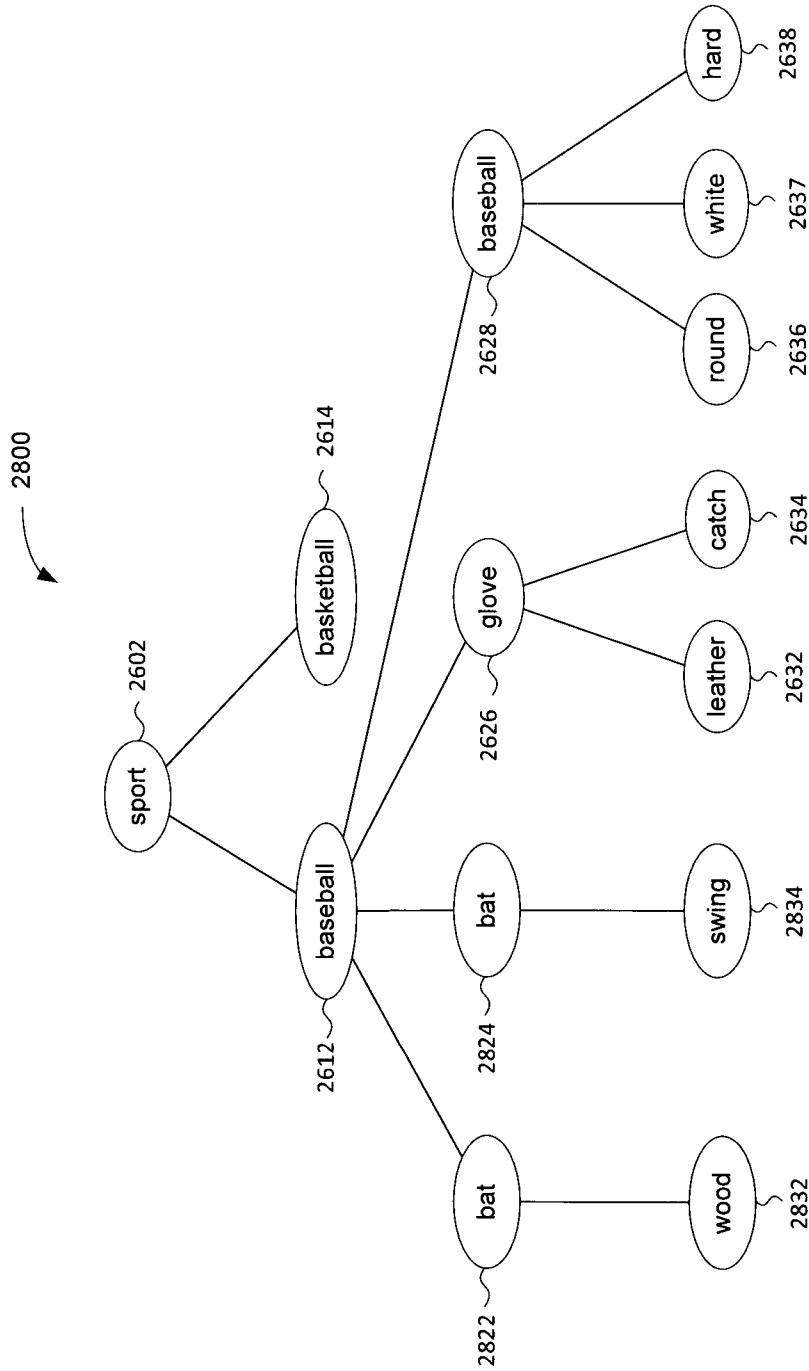 2800
sport
2602
baseball
2612
basketball
2614
bat
2822
bat
2824
glove
2626
baseball
2628
wood
2832
swing
2834
leather
2632
catch
2634
round
2636
white
2637
hard
2638